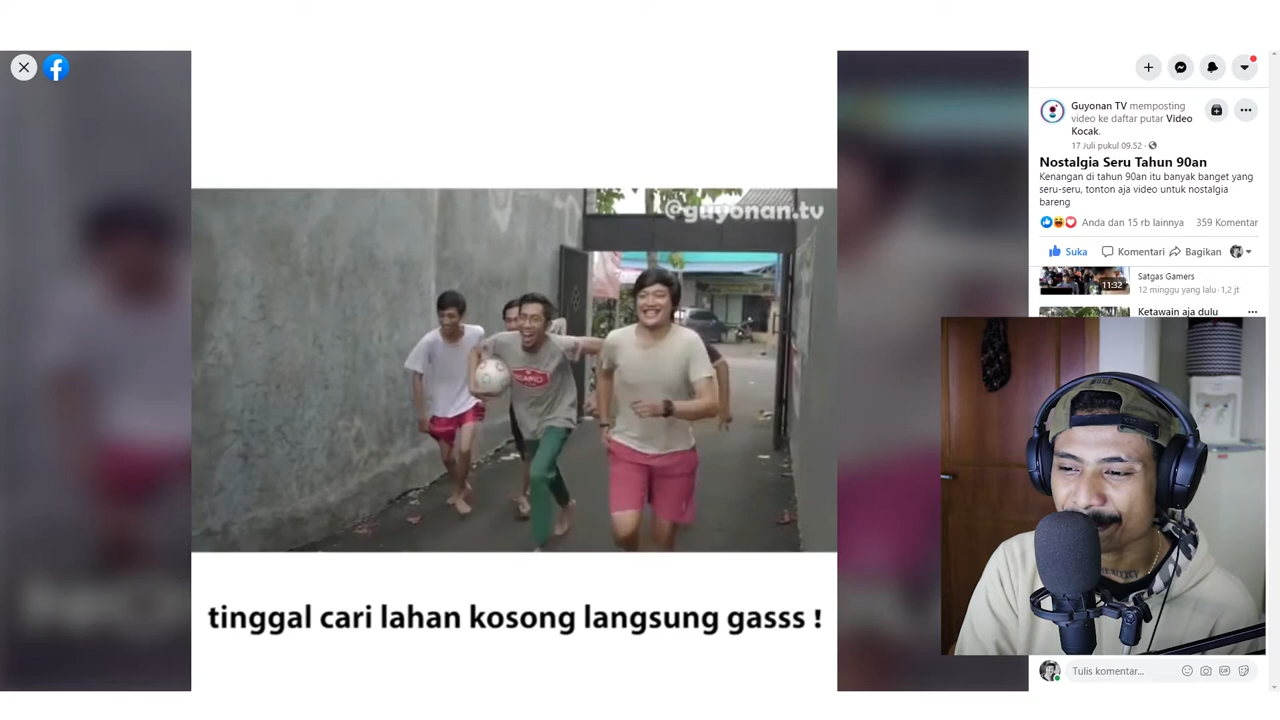 @guyonan.tv
tinggal cari lahan kosong langsung gasss !
Guyonan TV memposting
video ke daftar putar Video
Kocak.
17 Juli pukul 09.52 ·
Nostalgia Seru Tahun 90an
Kenangan di tahun 90an itu banyak banget yang
seru-seru, tonton aja video untuk nostalgia
bareng
Anda dan 15 rb lainnya 359 Komentar
Suka Komentari Bagikan
11:32
Satgas Gamers
12 minggu yang lalu · 1,2 jt
Ketawain aja dulu
Tulis komentar...